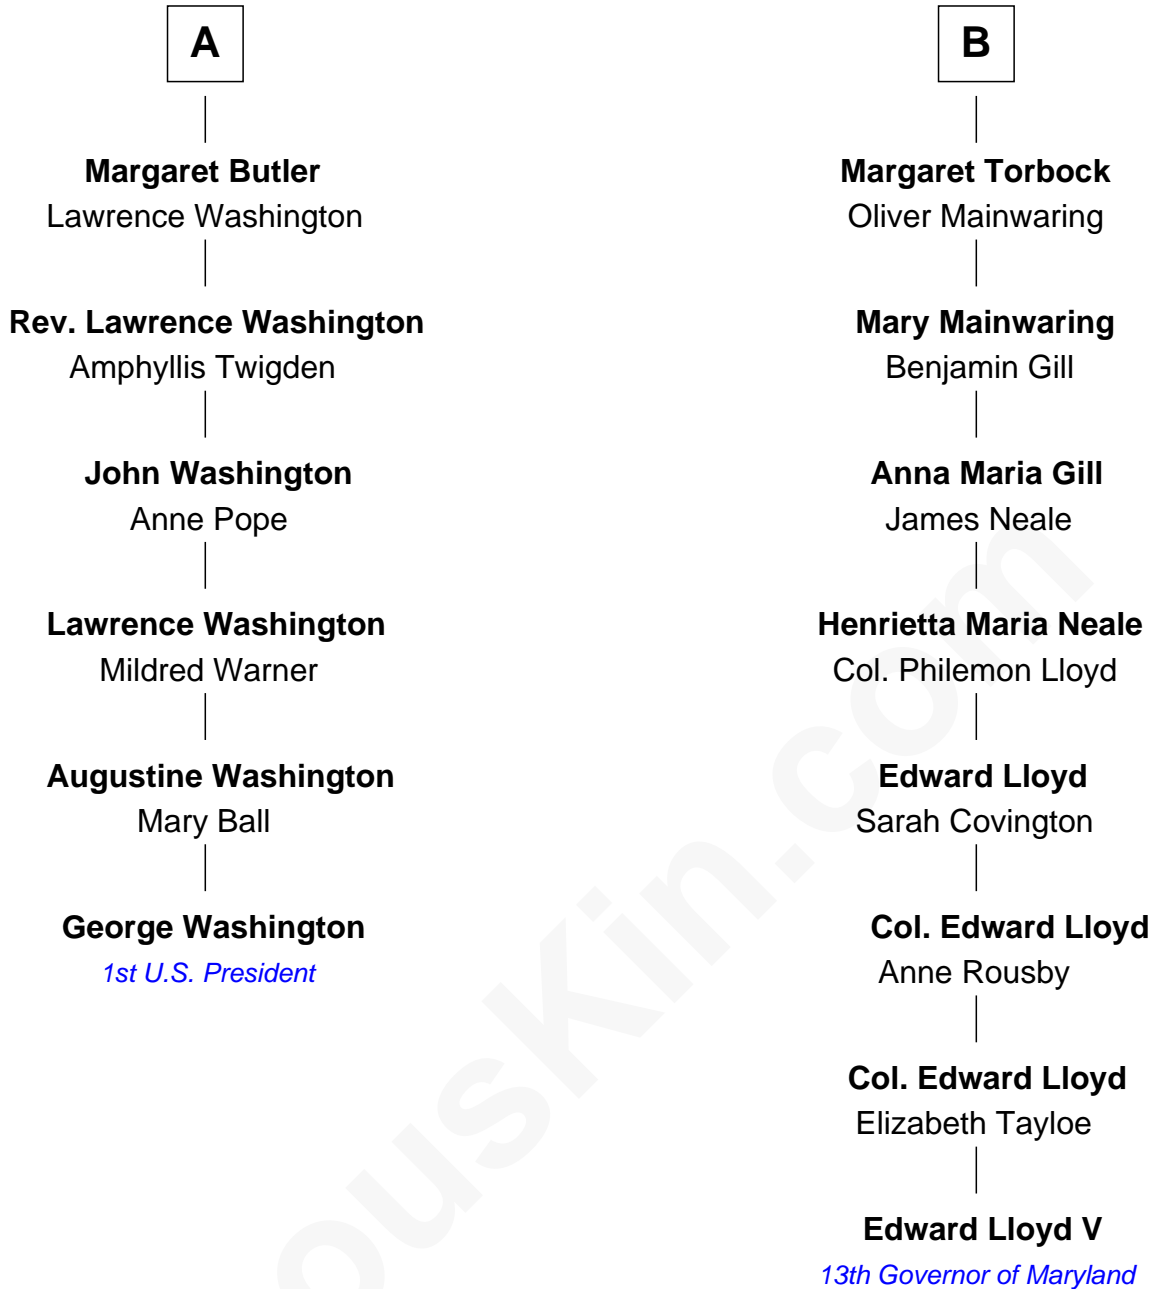 A
Margaret Butler
Lawrence Washington
Rev. Lawrence Washington
Amphyllis Twigden
John Washington
Anne Pope
Lawrence Washington
Mildred Warner
Augustine Washington
Mary Ball
George Washington
1st U.S. President
B
Margaret Torbock
Oliver Mainwaring
Mary Mainwaring
Benjamin Gill
Anna Maria Gill
James Neale
Henrietta Maria Neale
Col. Philemon Lloyd
Edward Lloyd
Sarah Covington
Col. Edward Lloyd
Anne Rousby
Col. Edward Lloyd
Elizabeth Tayloe
Edward Lloyd V
13th Governor of Maryland
ousKin.com